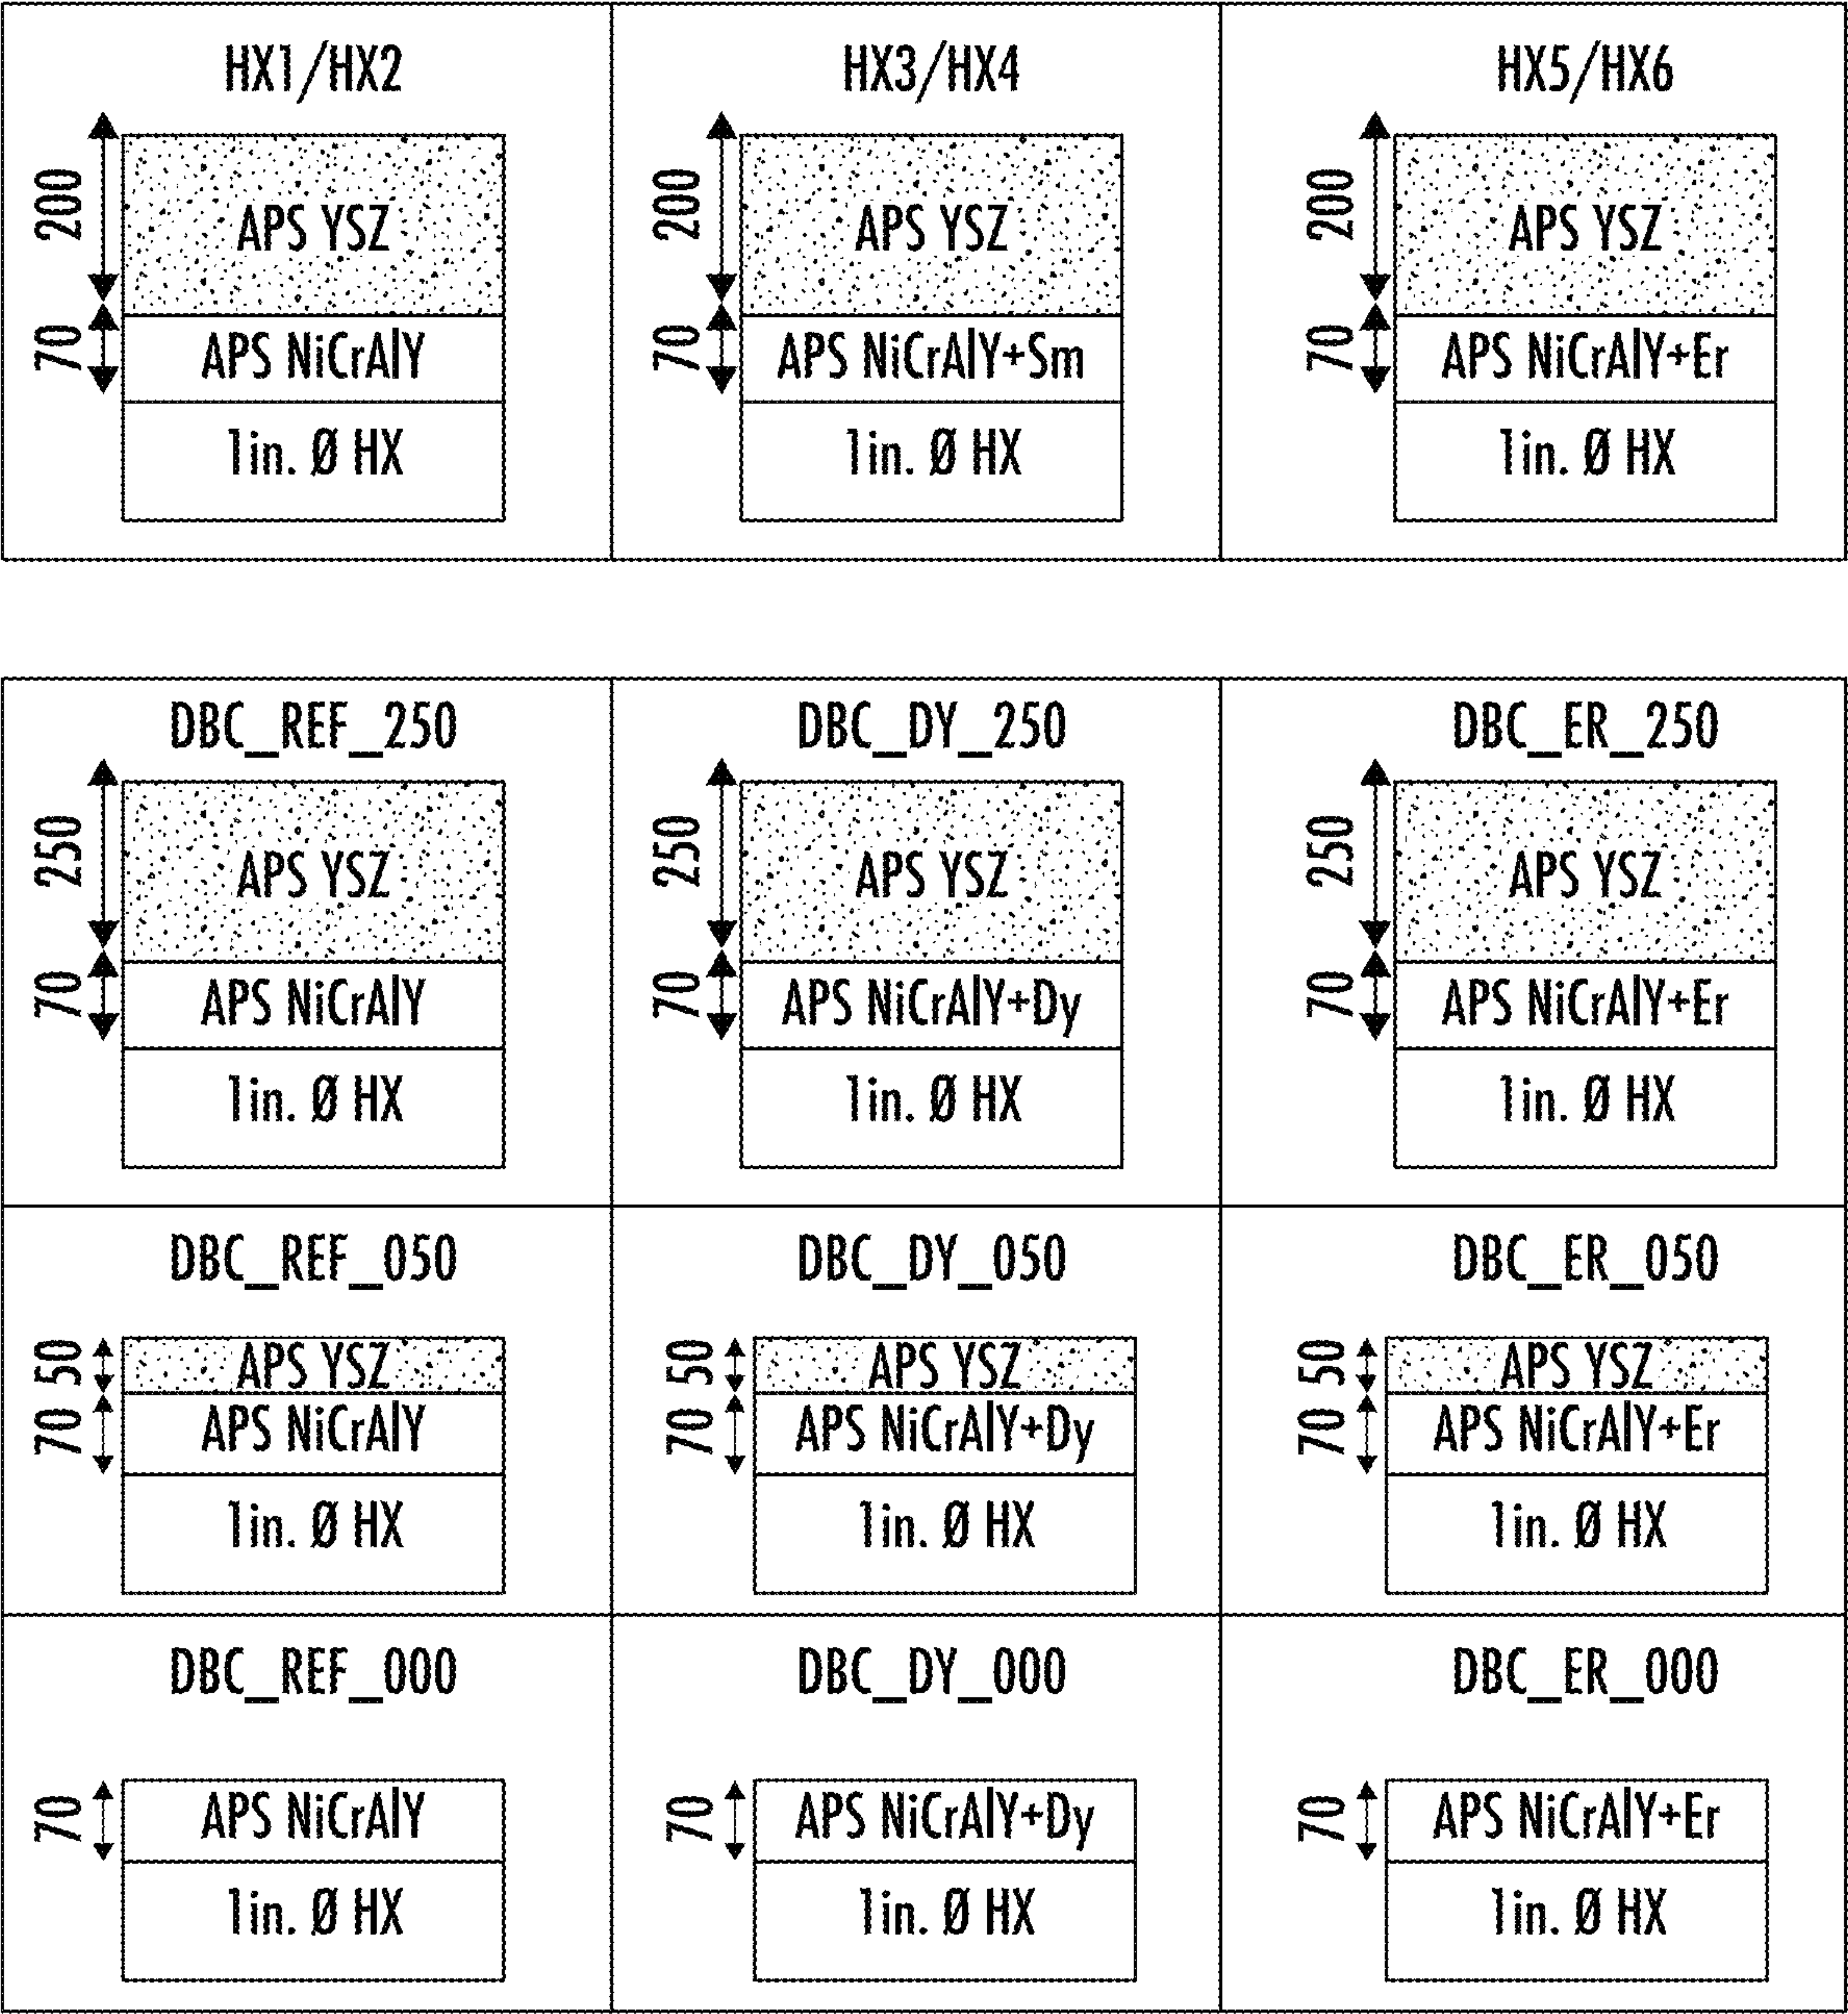 HX1/HX2
200
APS YSZ
70
APS NiCrAlY
1in. Ø HX
HX3/HX4
200
APS YSZ
70
APS NiCrAlY+Sm
1in. Ø HX
HX5/HX6
200
APS YSZ
70
APS NiCrAlY+Er
1in. Ø HX
DBC_REF_250
250
APS YSZ
70
APS NiCrAlY
1in. Ø HX
DBC_DY_250
250
APS YSZ
70
APS NiCrAlY+Dy
1in. Ø HX
DBC_ER_250
250
APS YSZ
70
APS NiCrAlY+Er
1in. Ø HX
DBC_REF_050
50
APS YSZ
70
APS NiCrAlY
1in. Ø HX
DBC_DY_050
50
APS YSZ
70
APS NiCrAlY+Dy
1in. Ø HX
DBC_ER_050
50
APS YSZ
70
APS NiCrAlY+Er
1in. Ø HX
DBC_REF_000
70
APS NiCrAlY
1in. Ø HX
DBC_DY_000
70
APS NiCrAlY+Dy
1in. Ø HX
DBC_ER_000
70
APS NiCrAlY+Er
1in. Ø HX